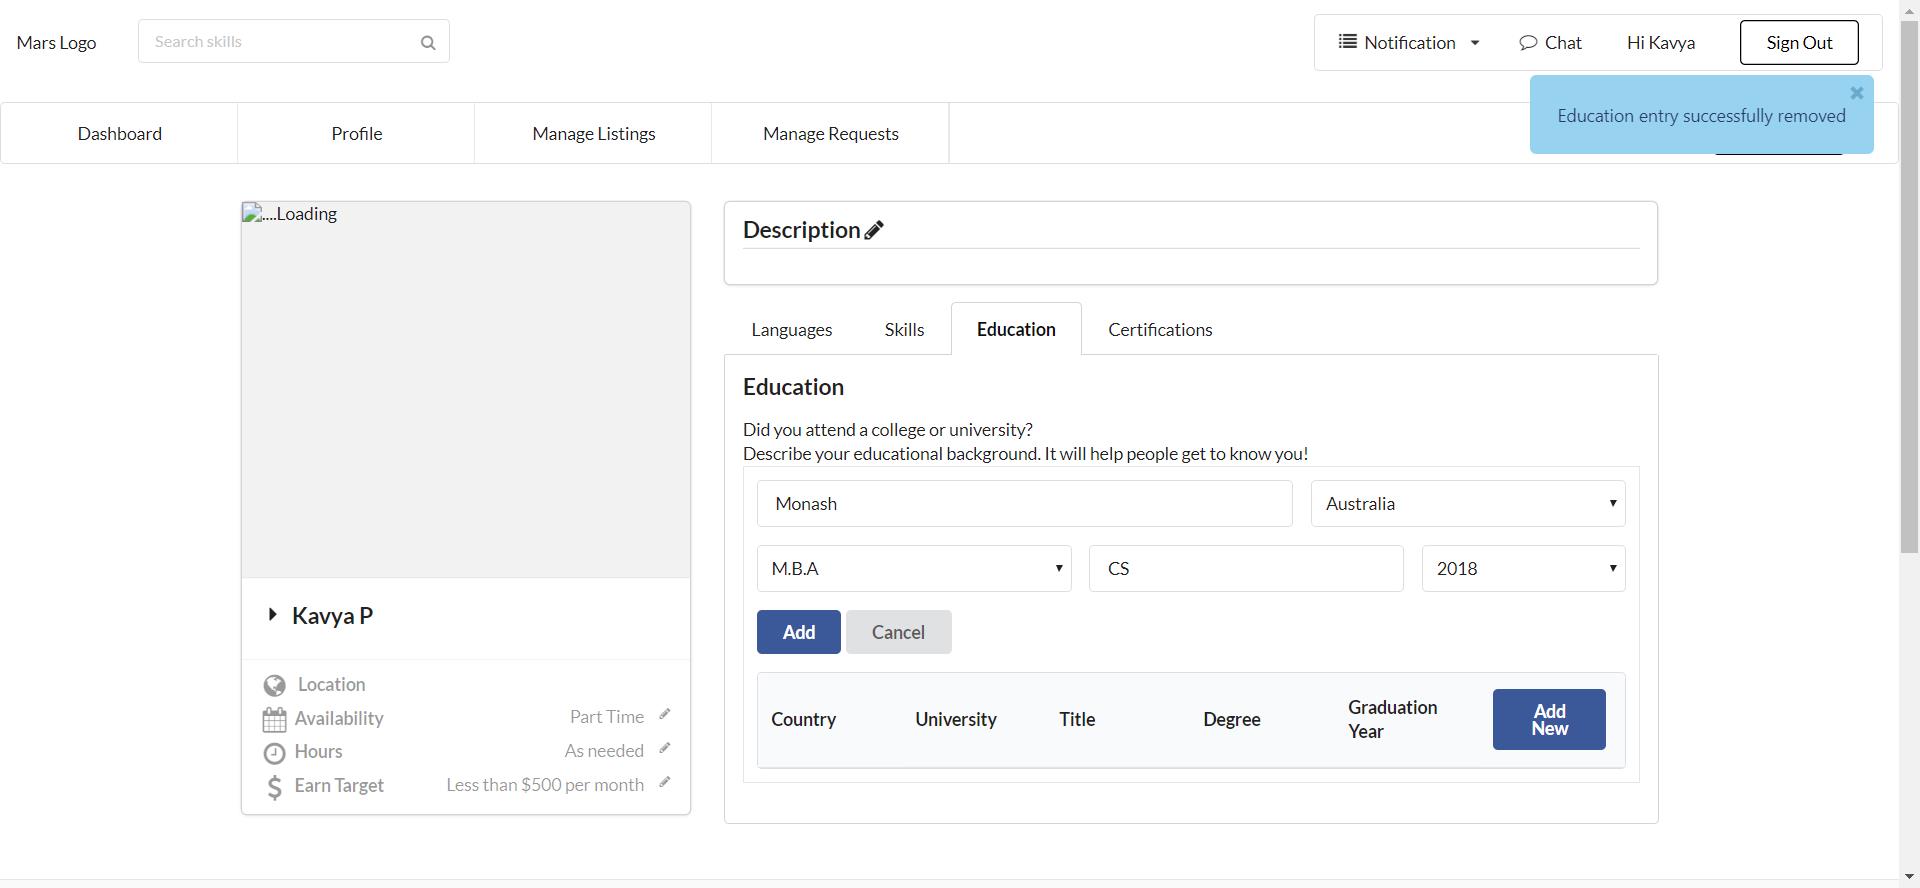 Mars Logo
Search skills
Notification
Chat
Hi Kavya
Sign Out
Education entry successfully removed
Dashboard
Profile
Manage Listings
Manage Requests
....Loading
Kavya P
Location
Availability
Part Time
Hours
As needed
Earn Target
Less than $500 per month
Description
Languages
Skills
Education
Certifications
Education
Did you attend a college or university?
Describe your educational background. It will help people get to know you!
Monash
Australia
M.B.A
CS
2018
Add
Cancel
Country
University
Title
Degree
Graduation
Year
Add
New